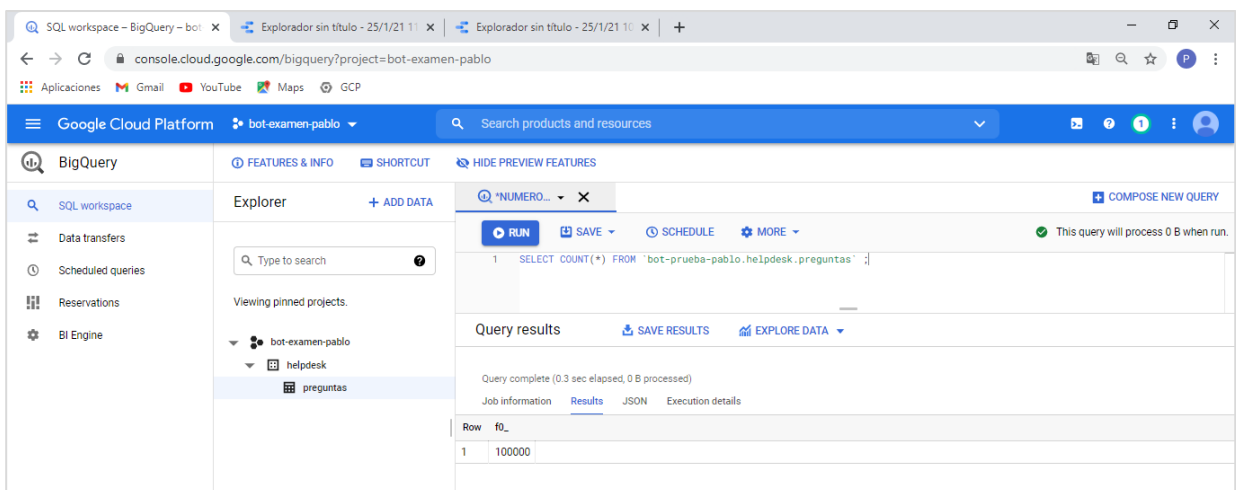 SQL workspace – BigQuery – bot-
Explorador sin título - 25/1/21 11
Explorador sin título - 25/1/21 10
console.cloud.google.com/bigquery?project=bot-examen-pablo
P
Aplicaciones Gmail YouTube Maps GCP
Google Cloud Platform bot-examen-pablo Search products and resources 1
BigQuery FEATURES & INFO SHORTCUT HIDE PREVIEW FEATURES
SQL workspace
Data transfers
Scheduled queries
Reservations
BI Engine
Explorer + ADD DATA
Type to search
Viewing pinned projects.
bot-examen-pablo
helpdesk
preguntas
*NUMERO... COMPOSE NEW QUERY
RUN SAVE SCHEDULE MORE This query will process 0 B when run.
1 SELECT COUNT(*) FROM `bot-prueba-pablo.helpdesk.preguntas` ;
Query results SAVE RESULTS EXPLORE DATA
Query complete (0.3 sec elapsed, 0 B processed)
Job information Results JSON Execution details
Row f0_
1 100000